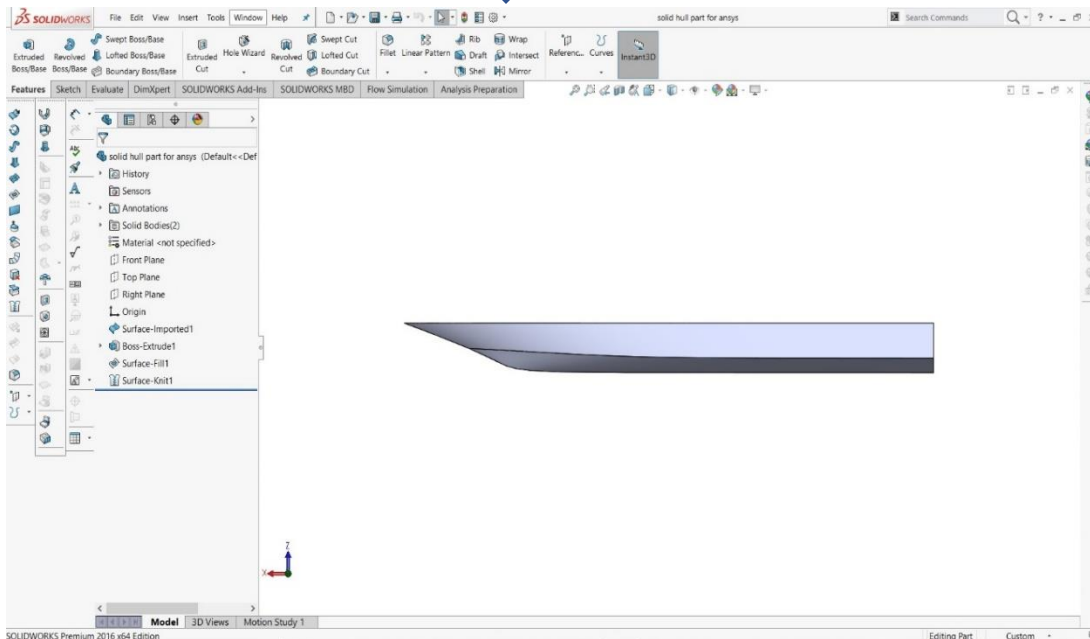 SOLIDWORKS File Edit View Insert Tools Window Help solid hull part for ansys Search Commands
Extruded Boss/Base
Revolved Boss/Base
Swept Boss/Base
Lofted Boss/Base
Boundary Boss/Base
Extruded Cut
Hole Wizard
Revolved Cut
Swept Cut
Lofted Cut
Boundary Cut
Fillet
Linear Pattern
Rib
Draft
Shell
Wrap
Intersect
Mirror
Referenc...
Curves
Instant3D
Features Sketch Evaluate DimXpert SOLIDWORKS Add-Ins SOLIDWORKS MBD Flow Simulation Analysis Preparation
solid hull part for ansys (Default<<Def
History
Sensors
Annotations
Solid Bodies(2)
Material <not specified>
Front Plane
Top Plane
Right Plane
Origin
Surface-Imported1
Boss-Extrude1
Surface-Fill1
Surface-Knit1
Z
X
Model 3D Views Motion Study 1
SOLIDWORKS Premium 2016 x64 Edition Editing Part Custom